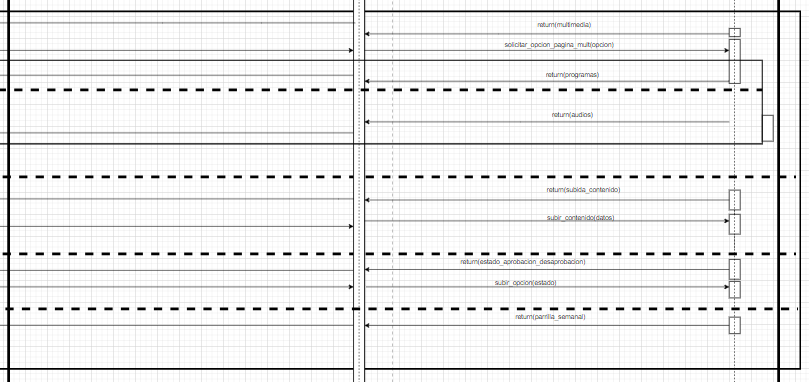 return(multimedia)
solicitar_opcion_pagina_mult(opcion)
return(programas)
return(audios)
return(subida_contenido)
subir_contenido(datos)
return(estado_aprobacion_desaprobacion)
subir_opcion(estado)
return(parrilla_semanal)